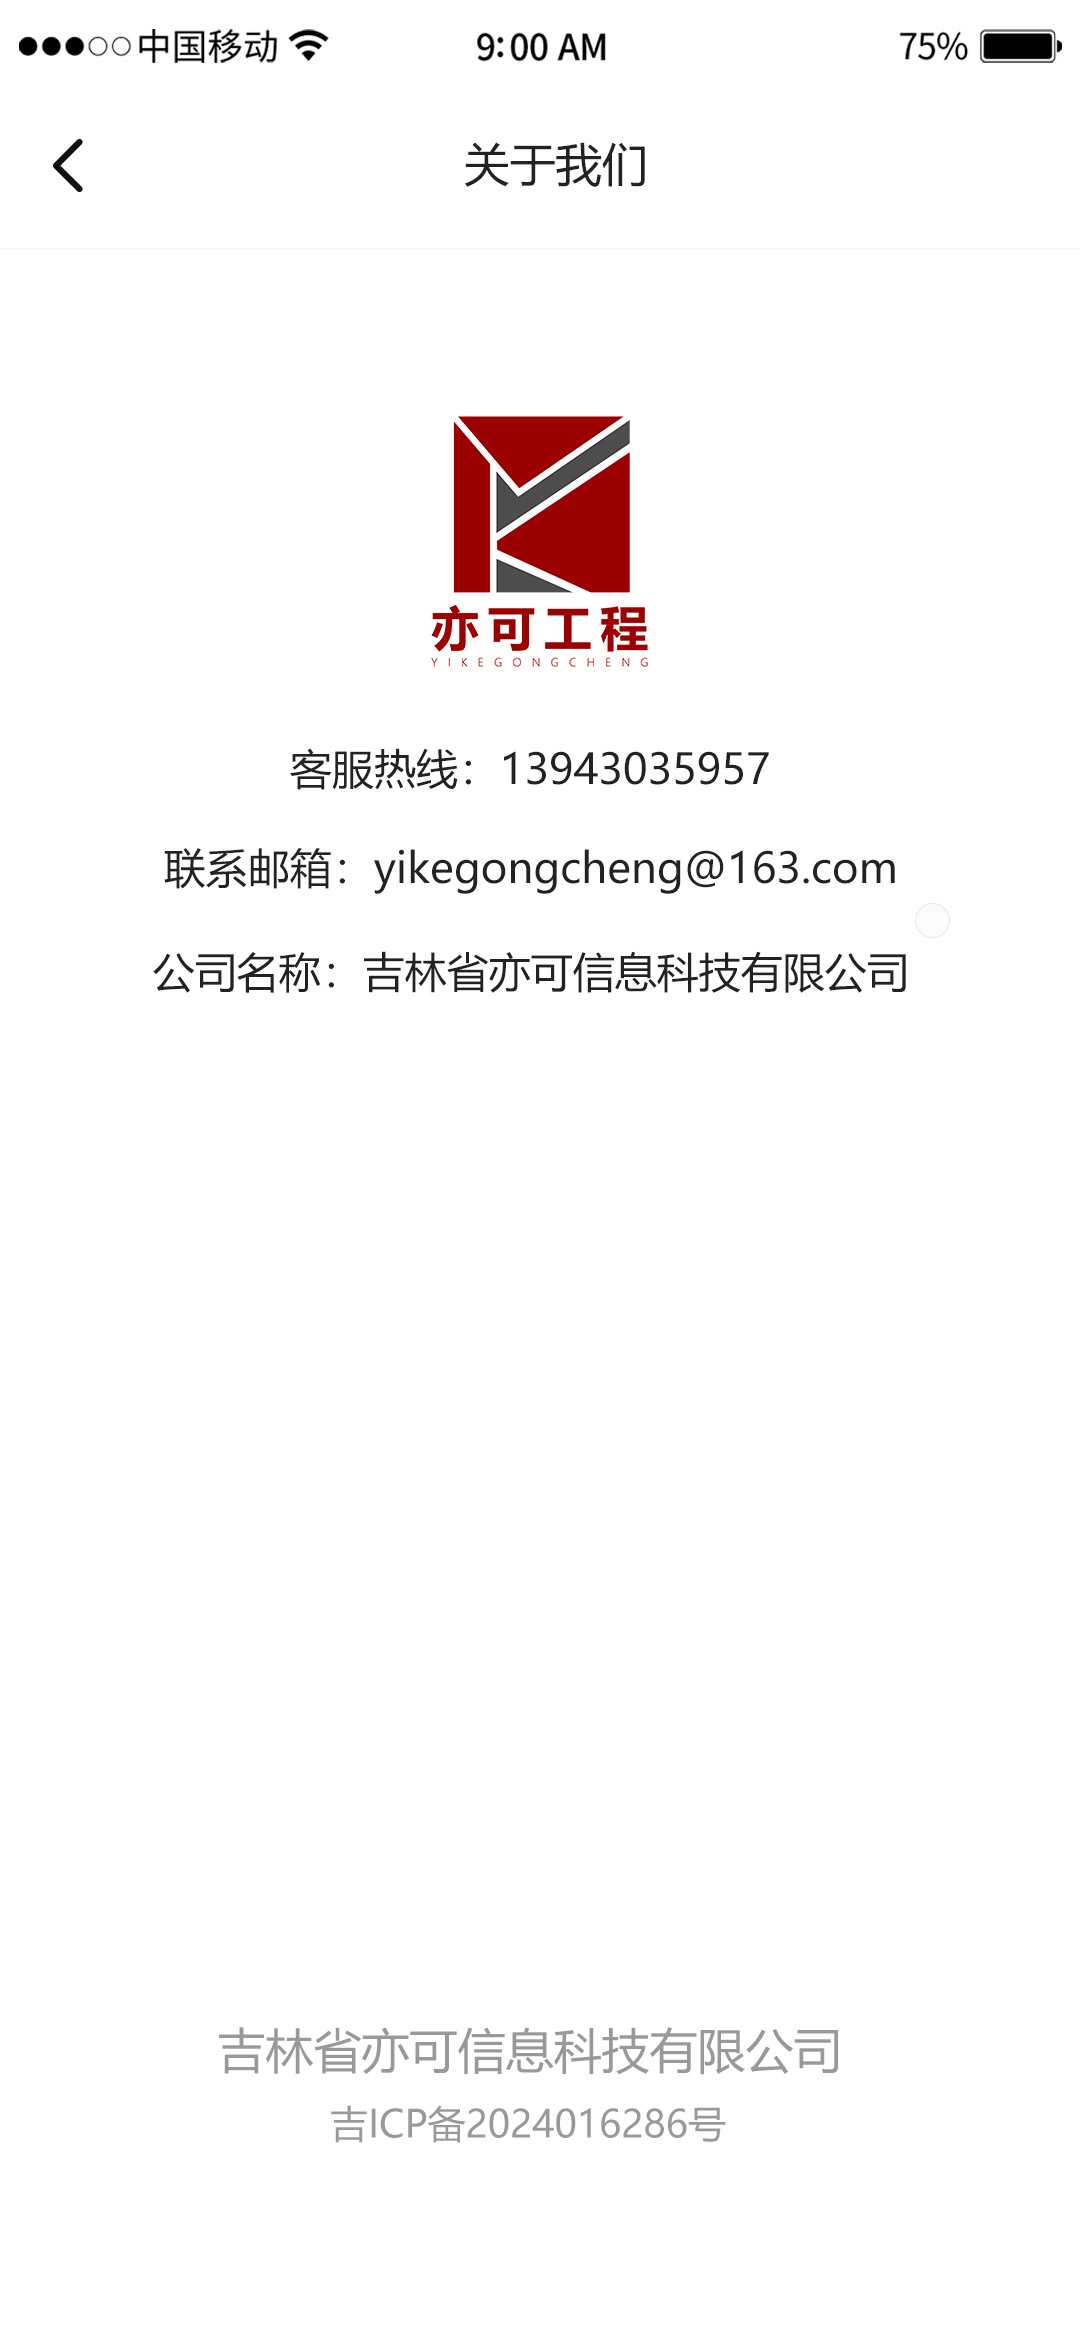 中国移动 9:00 AM 75%
关于我们
亦可工程
YIKEGONGCHENG
客服热线：13943035957
联系邮箱：yikegongcheng@163.com
公司名称：吉林省亦可信息科技有限公司
吉林省亦可信息科技有限公司
吉ICP备2024016286号